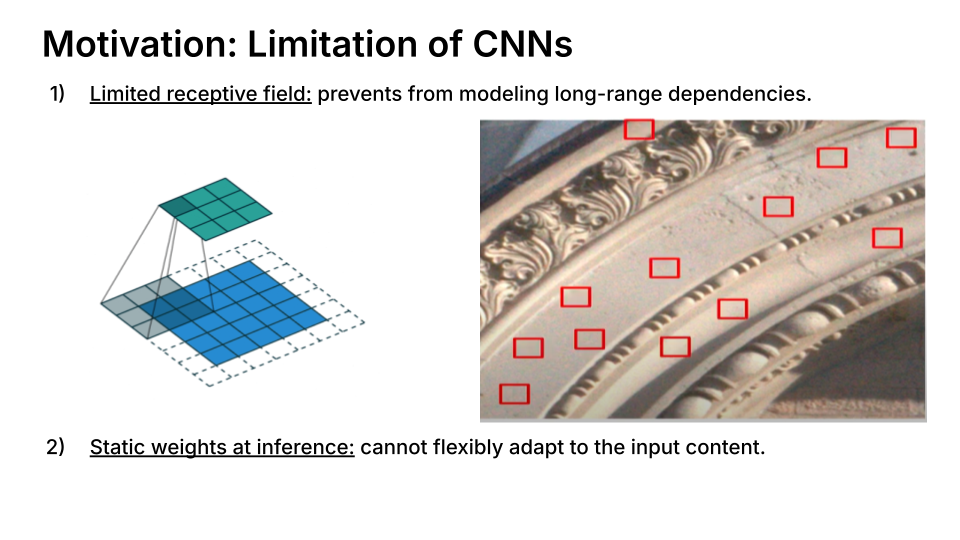 Motivation: Limitation of CNNs
1) Limited receptive field: prevents from modeling long-range dependencies.
2) Static weights at inference: cannot flexibly adapt to the input content.